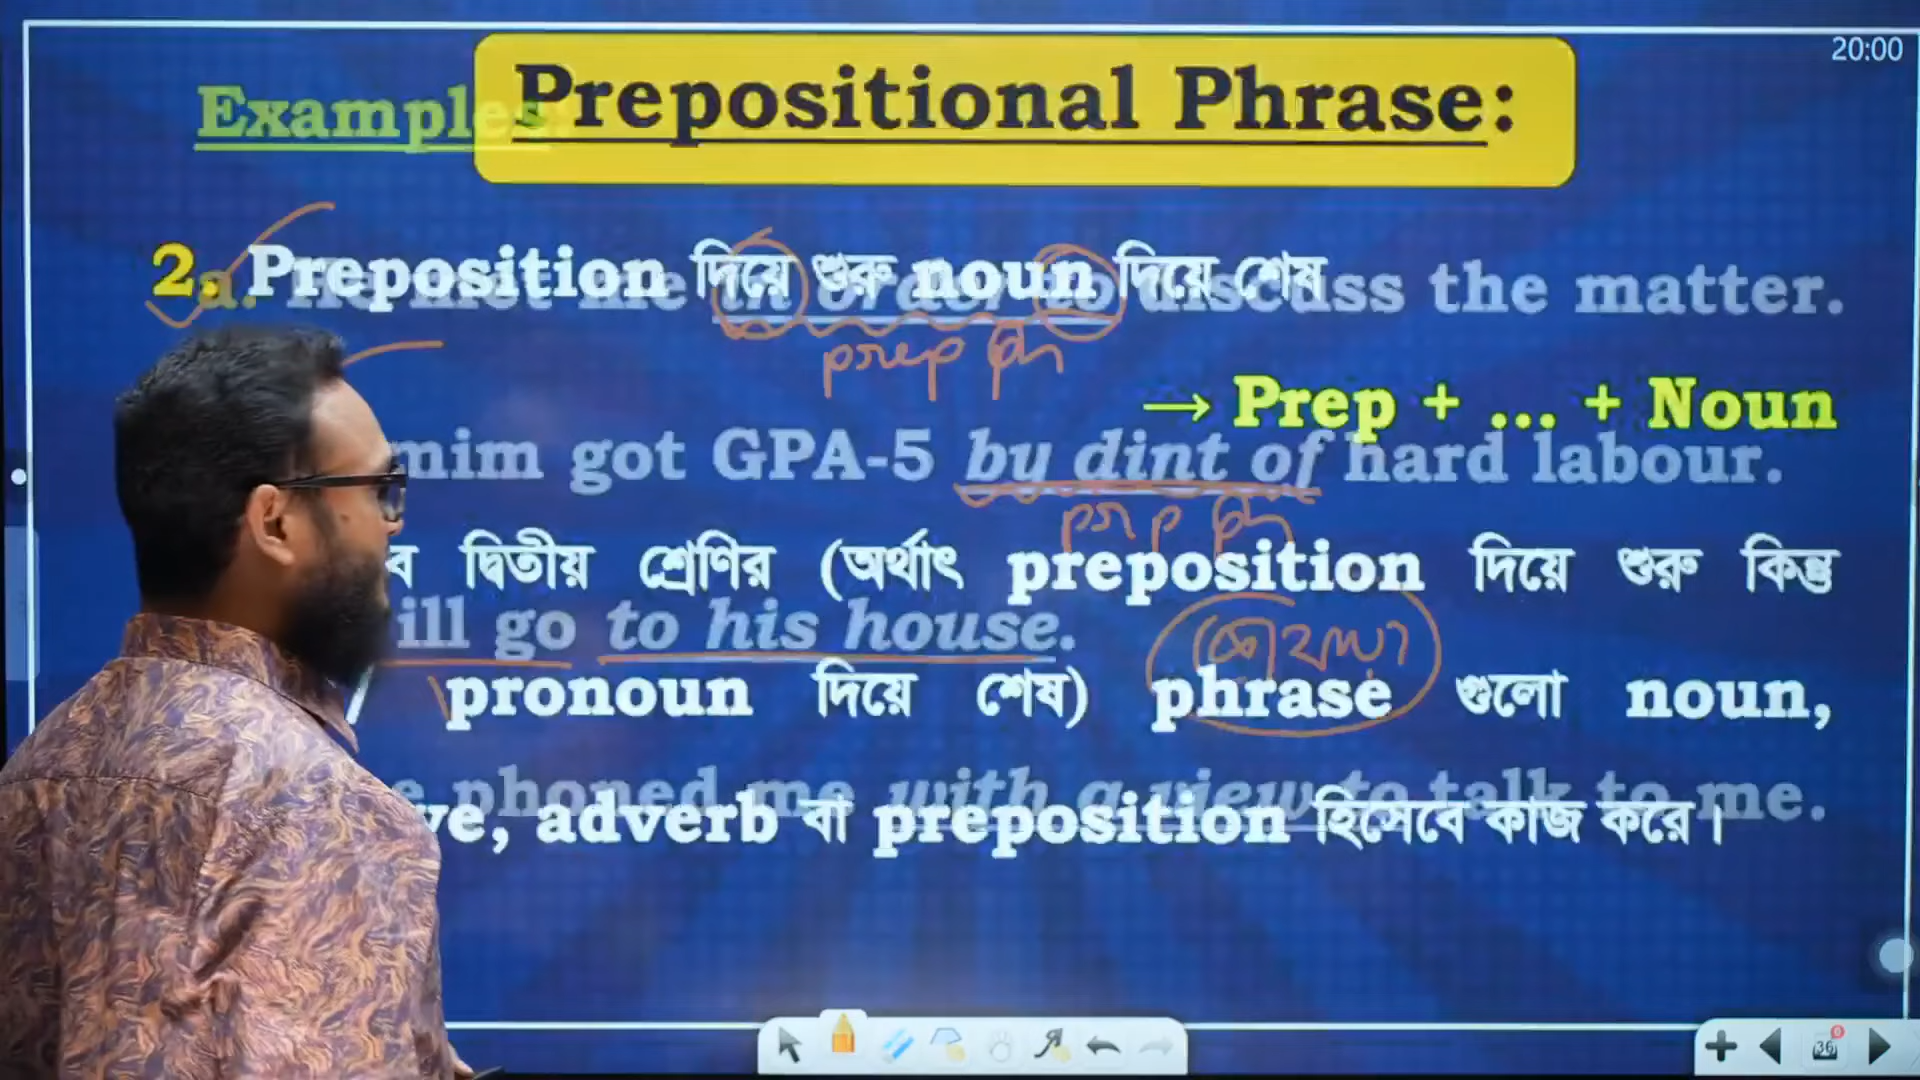 20:00
Examples:
Prepositional Phrase:
2. Preposition দিয়ে শুরু noun দিয়ে শেষ
a. He met me in order to discuss the matter.
prep ph
→ Prep + ... + Noun
mim got GPA-5 by dint of hard labour.
prep ph
দ্বিতীয় শ্রেণির (অর্থাৎ preposition দিয়ে শুরু কিন্তু
ill go to his house.
/ pronoun দিয়ে শেষ) phrase গুলো noun,
e phoned me with a view to talk to me.
ve, adverb বা preposition হিসেবে কাজ করে।
36